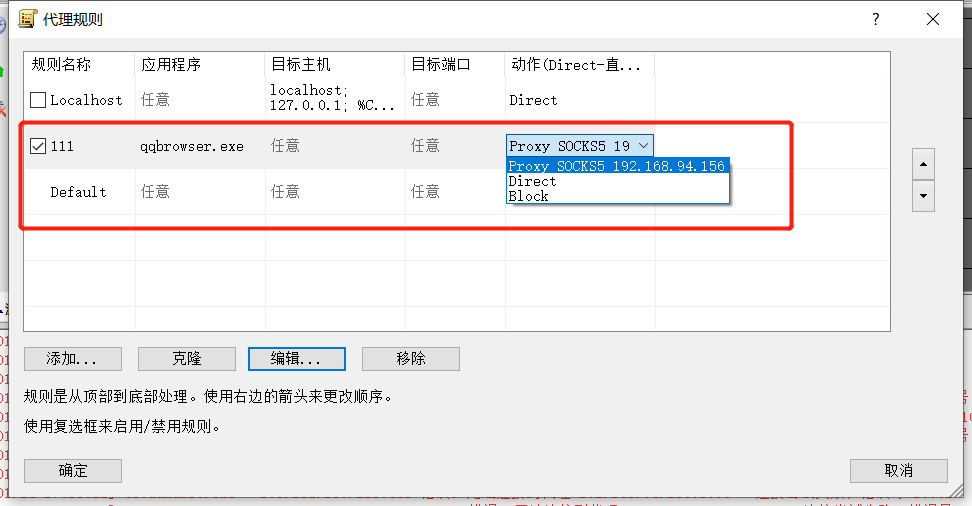 代理规则
规则名称 应用程序 目标主机 目标端口 动作(Direct-直...
Localhost 任意 localhost; 127.0.0.1; %C... 任意 Direct
111 qqbrowser.exe 任意 任意 Proxy SOCKS5 19
Proxy SOCKS5 192.168.94.156
Direct
Block
Default 任意 任意 任意
添加... 克隆 编辑... 移除
规则是从顶部到底部处理。使用右边的箭头来更改顺序。
使用复选框来启用/禁用规则。
确定 取消